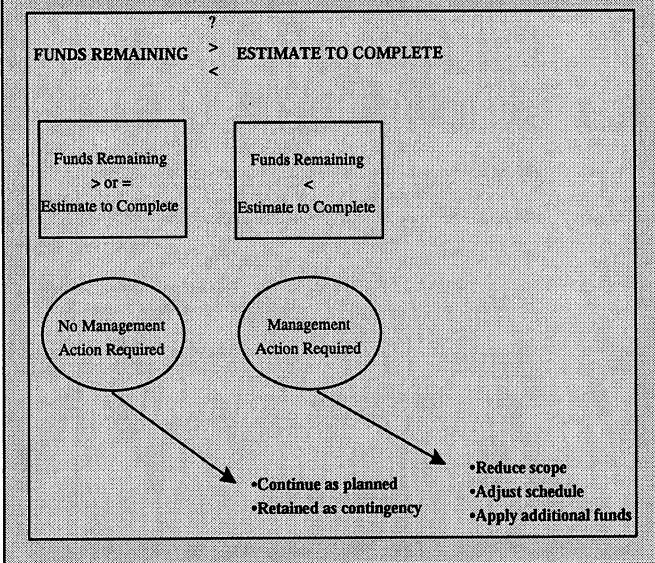 ?
FUNDS REMAINING > ESTIMATE TO COMPLETE
<
Funds Remaining
> or =
Estimate to Complete
Funds Remaining
<
Estimate to Complete
No Management
Action Required
Management
Action Required
•Continue as planned
•Retained as contingency
•Reduce scope
•Adjust schedule
•Apply additional funds